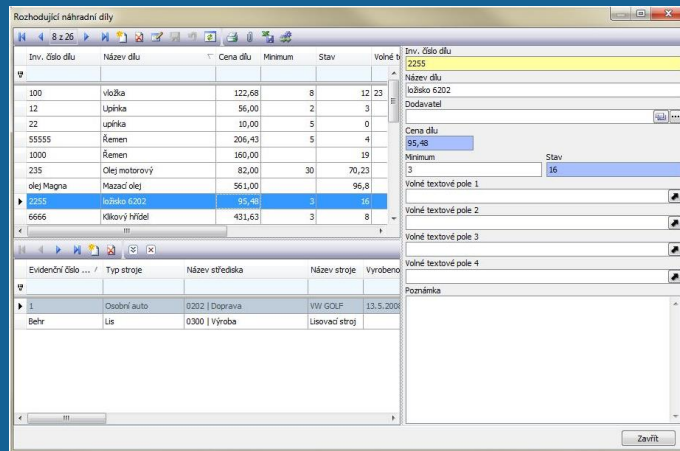 Rozhodující náhradní díly
8 z 26
Inv. číslo dílu Název dílu Cena dílu Minimum Stav Volné t
100 vložka 122,68 8 12 23
12 Upínka 56,00 2 3
22 upínka 10,00 5 0
55555 Řemen 206,43 5 4
1000 Řemen 160,00 19
235 Olej motorový 82,00 30 70,23
olej Magna Mazací olej 561,00 96,8
2255 ložisko 6202 95,48 3 16
6666 Klikový hřídel 431,63 3 8
Evidenční číslo ... Typ stroje Název střediska Název stroje Vyrobeno
1 Osobní auto 0202 | Doprava VW GOLF 13.5.2008
Behr Lis 0300 | Výroba Lisovací stroj
Inv. číslo dílu
2255
Název dílu
ložisko 6202
Dodavatel
Cena dílu
95,48
Minimum Stav
3 16
Volné textové pole 1
Volné textové pole 2
Volné textové pole 3
Volné textové pole 4
Poznámka
Zavřít